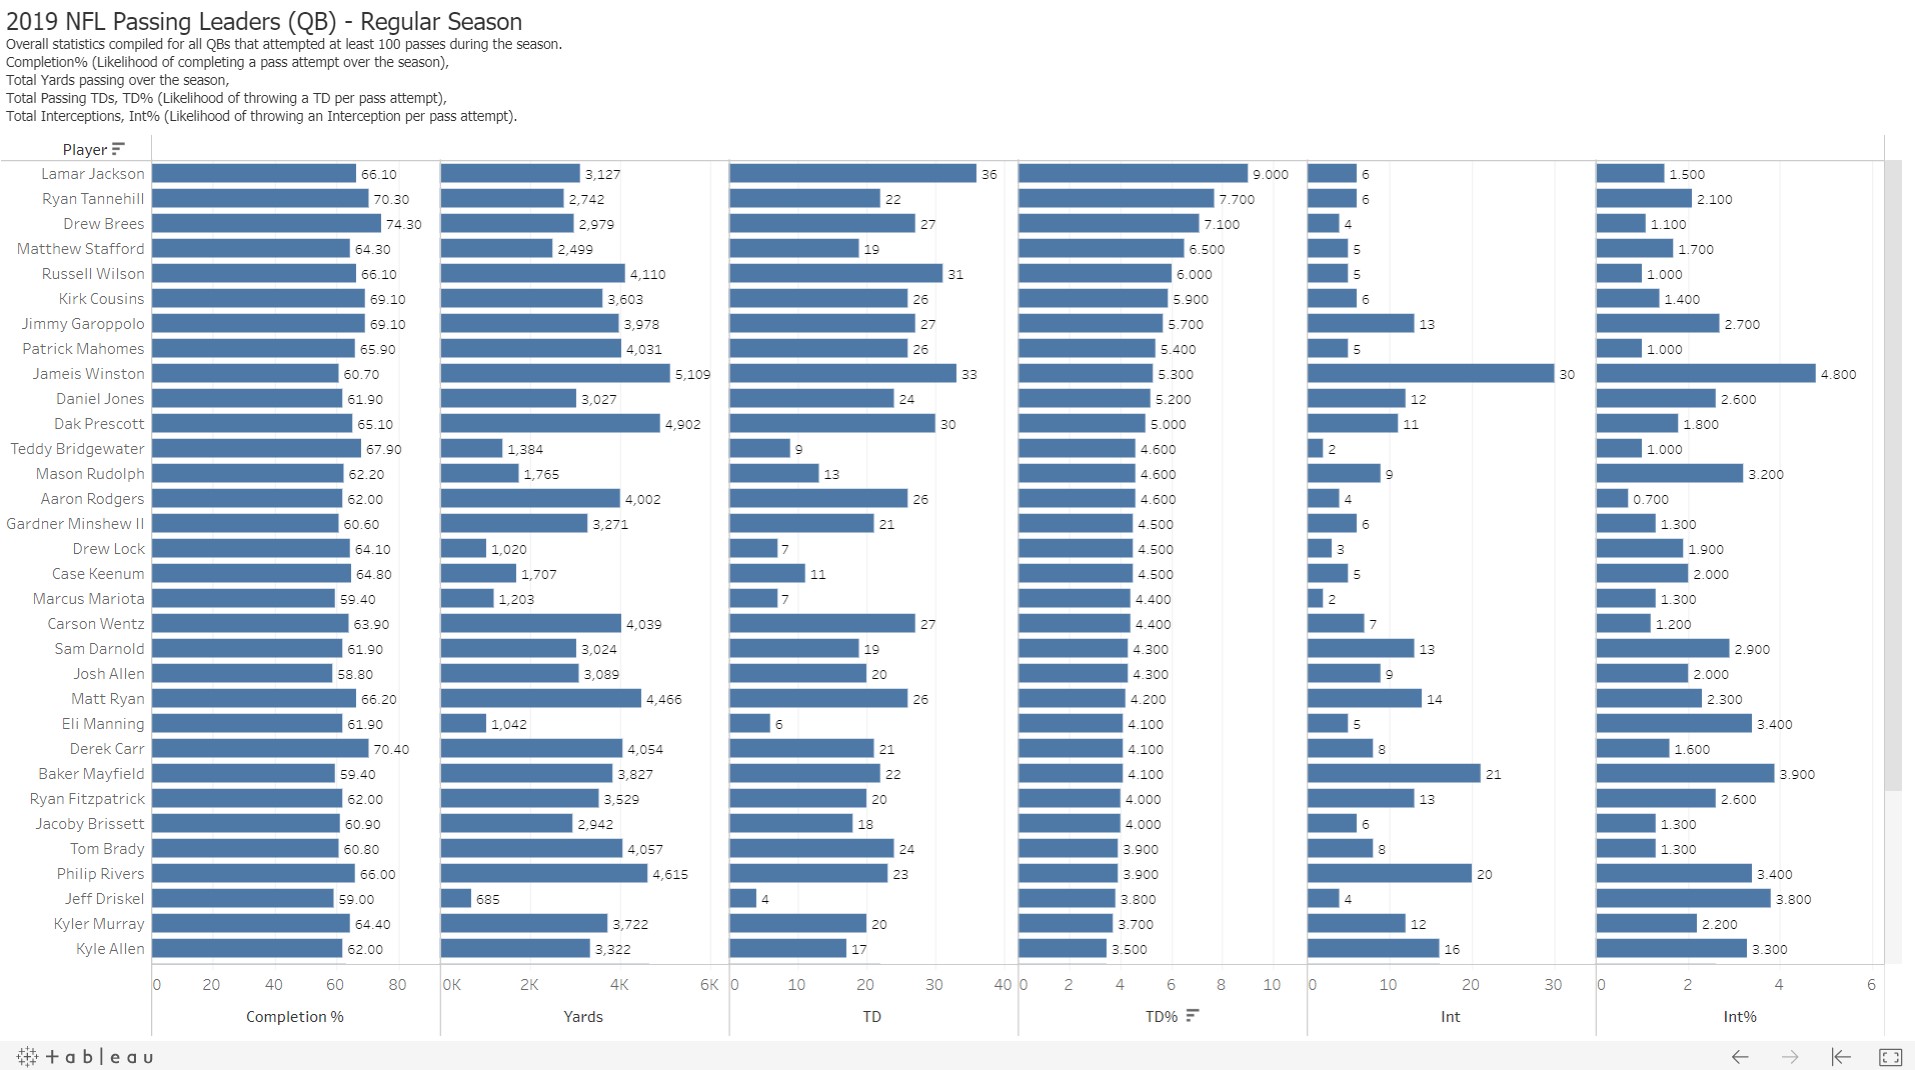 2019 NFL Passing Leaders (QB) - Regular Season
Overall statistics compiled for all QBs that attempted at least 100 passes during the season.
Completion% (Likelihood of completing a pass attempt over the season),
Total Yards passing over the season,
Total Passing TDs, TD% (Likelihood of throwing a TD per pass attempt),
Total Interceptions, Int% (Likelihood of throwing an Interception per pass attempt).
Player
Lamar Jackson 66.10 3,127 36 9.000 6 1.500
Ryan Tannehill 70.30 2,742 22 7.700 6 2.100
Drew Brees 74.30 2,979 27 7.100 4 1.100
Matthew Stafford 64.30 2,499 19 6.500 5 1.700
Russell Wilson 66.10 4,110 31 6.000 5 1.000
Kirk Cousins 69.10 3,603 26 5.900 6 1.400
Jimmy Garoppolo 69.10 3,978 27 5.700 13 2.700
Patrick Mahomes 65.90 4,031 26 5.400 5 1.000
Jameis Winston 60.70 5,109 33 5.300 30 4.800
Daniel Jones 61.90 3,027 24 5.200 12 2.600
Dak Prescott 65.10 4,902 30 5.000 11 1.800
Teddy Bridgewater 67.90 1,384 9 4.600 2 1.000
Mason Rudolph 62.20 1,765 13 4.600 9 3.200
Aaron Rodgers 62.00 4,002 26 4.600 4 0.700
Gardner Minshew II 60.60 3,271 21 4.500 6 1.300
Drew Lock 64.10 1,020 7 4.500 3 1.900
Case Keenum 64.80 1,707 11 4.500 5 2.000
Marcus Mariota 59.40 1,203 7 4.400 2 1.300
Carson Wentz 63.90 4,039 27 4.400 7 1.200
Sam Darnold 61.90 3,024 19 4.300 13 2.900
Josh Allen 58.80 3,089 20 4.300 9 2.000
Matt Ryan 66.20 4,466 26 4.200 14 2.300
Eli Manning 61.90 1,042 6 4.100 5 3.400
Derek Carr 70.40 4,054 21 4.100 8 1.600
Baker Mayfield 59.40 3,827 22 4.100 21 3.900
Ryan Fitzpatrick 62.00 3,529 20 4.000 13 2.600
Jacoby Brissett 60.90 2,942 18 4.000 6 1.300
Tom Brady 60.80 4,057 24 3.900 8 1.300
Philip Rivers 66.00 4,615 23 3.900 20 3.400
Jeff Driskel 59.00 685 4 3.800 4 3.800
Kyler Murray 64.40 3,722 20 3.700 12 2.200
Kyle Allen 62.00 3,322 17 3.500 16 3.300
0 20 40 60 80 0K 2K 4K 6K 0 10 20 30 40 0 2 4 6 8 10 0 10 20 30 0 2 4 6
Completion % Yards TD TD% Int Int%
+ableau